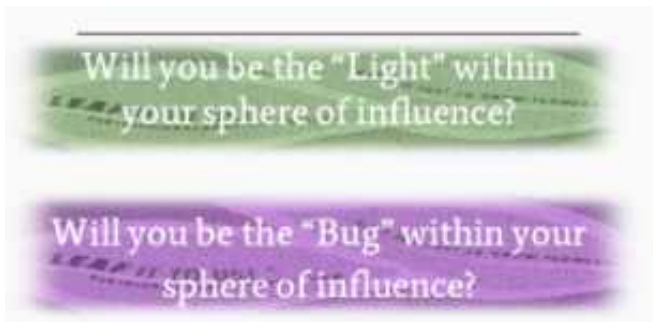 Will you be the “Light” within
your sphere of influence?
Will you be the “Bug” within your
sphere of influence?